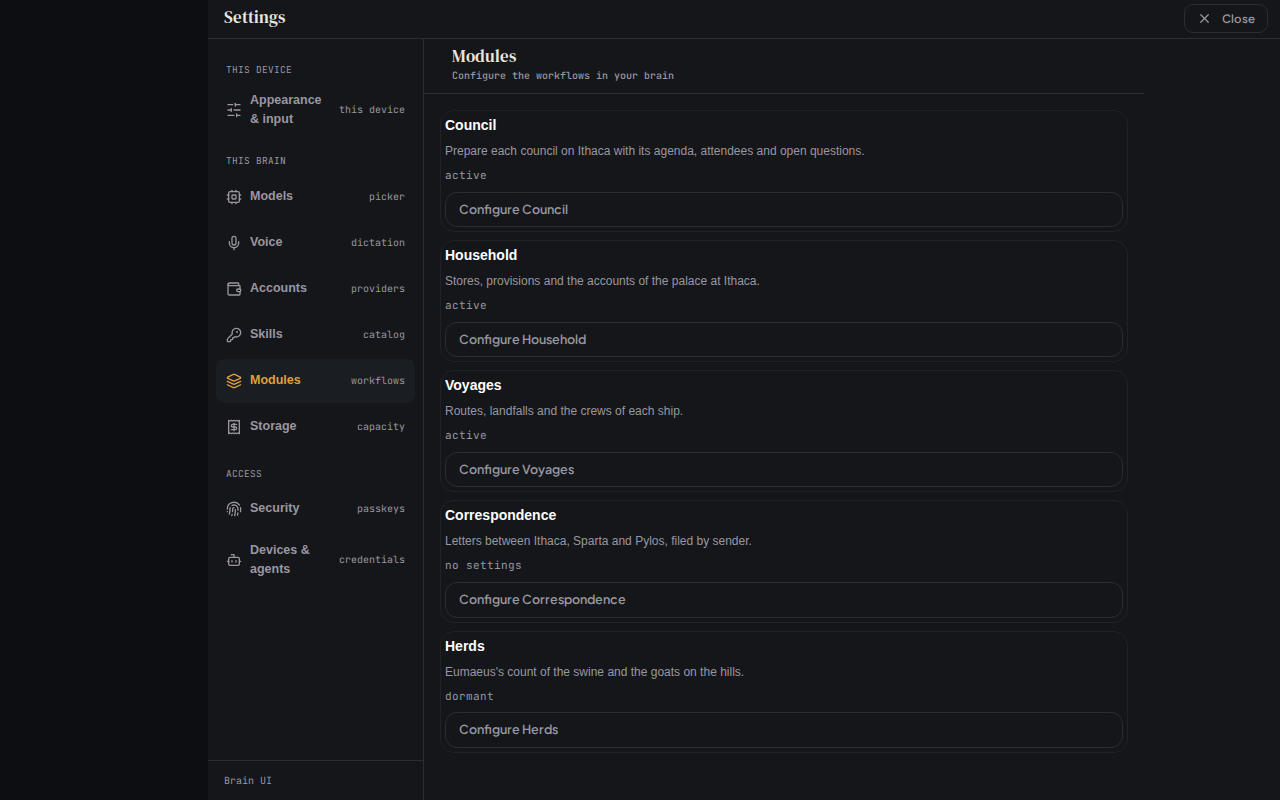 Settings
Close
THIS DEVICE
Appearance & input
this device
THIS BRAIN
Models
picker
Voice
dictation
Accounts
providers
Skills
catalog
Modules
workflows
Storage
capacity
ACCESS
Security
passkeys
Devices & agents
credentials
Brain UI
Modules
Configure the workflows in your brain
Council
Prepare each council on Ithaca with its agenda, attendees and open questions.
active
Configure Council
Household
Stores, provisions and the accounts of the palace at Ithaca.
active
Configure Household
Voyages
Routes, landfalls and the crews of each ship.
active
Configure Voyages
Correspondence
Letters between Ithaca, Sparta and Pylos, filed by sender.
no settings
Configure Correspondence
Herds
Eumaeus's count of the swine and the goats on the hills.
dormant
Configure Herds